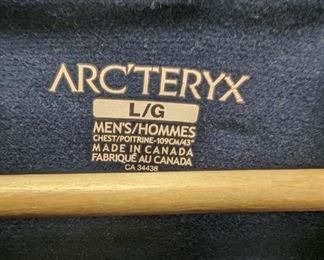 ARC'TERYX
L/G
MEN'S/HOMMES
CHEST/POITRINE-109CM/43"
MADE IN CANADA
FABRIQUÉ AU CANADA
CA 34438